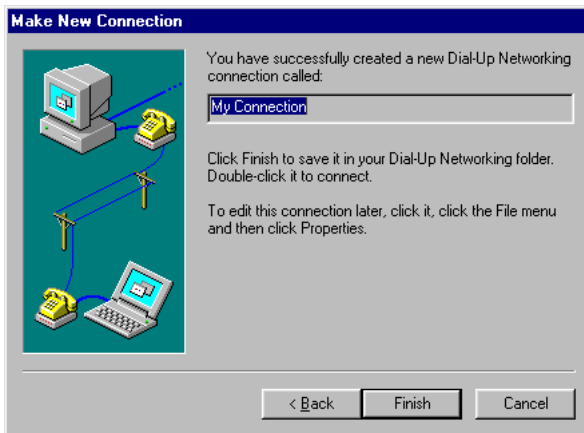 Make New Connection
You have successfully created a new Dial-Up Networking
connection called:
My Connection
Click Finish to save it in your Dial-Up Networking folder.
Double-click it to connect.
To edit this connection later, click it, click the File menu
and then click Properties.
< Back
Finish
Cancel